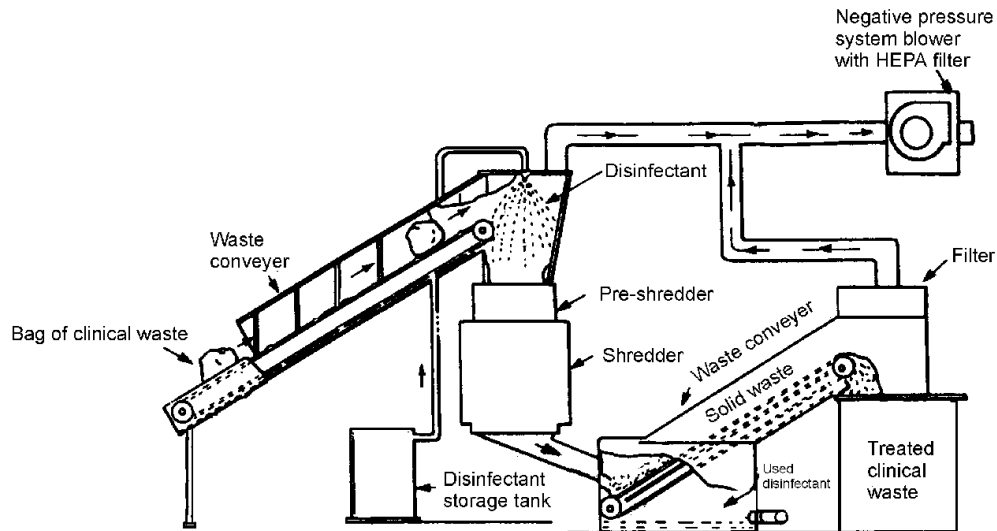 Negative pressure
system blower
with HEPA filter
Disinfectant
Waste
conveyer
Filter
Bag of clinical waste
Pre-shredder
Shredder
Waste conveyer
Solid waste
Disinfectant
storage tank
Used
disinfectant
Treated
clinical
waste